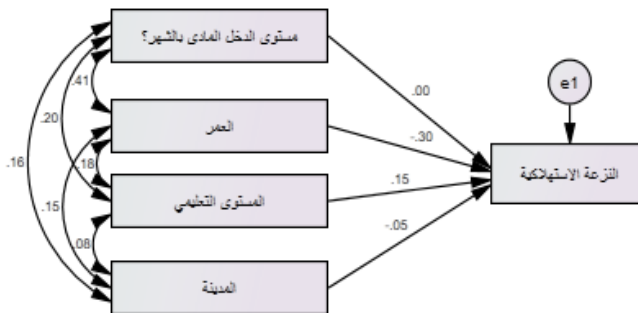 مستوى الدخل المادى بالشهر؟
.41
.00
e1
.20
العمر
-.30
.16
.18
النزعة الاستهلاكية
.15
المستوى التعليمي
.15
.08
-.05
المدينة